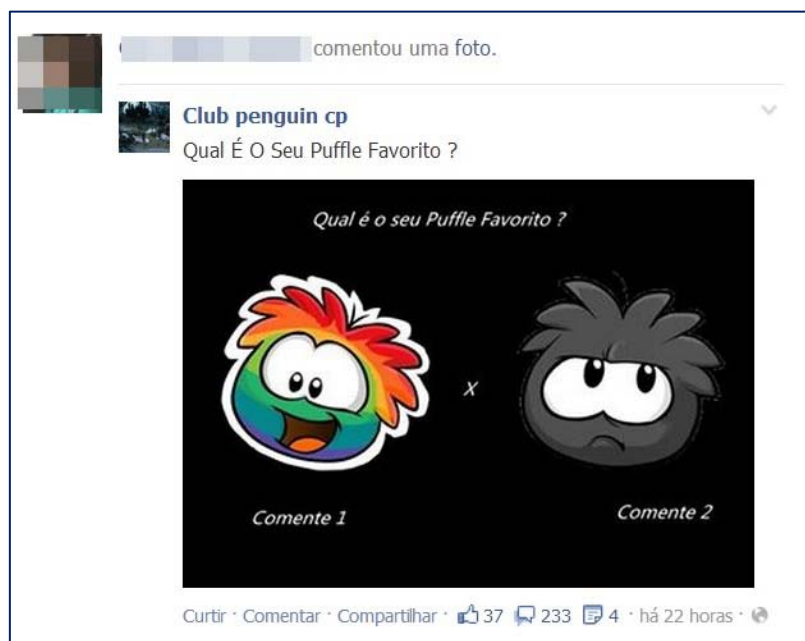 comentou uma foto.
Club penguin cp
Qual É O Seu Puffle Favorito ?
Qual é o seu Puffle Favorito ?
x
Comente 1
Comente 2
Curtir · Comentar · Compartilhar · 37 233 4 · há 22 horas ·